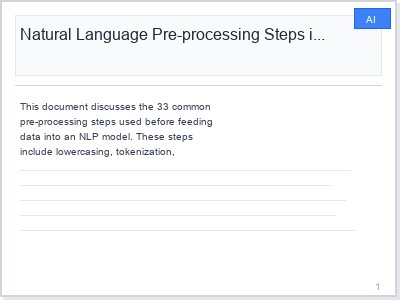 AI
Natural Language Pre-processing Steps i...
This document discusses the 33 common
pre-processing steps used before feeding
data into an NLP model. These steps
include lowercasing, tokenization,
1